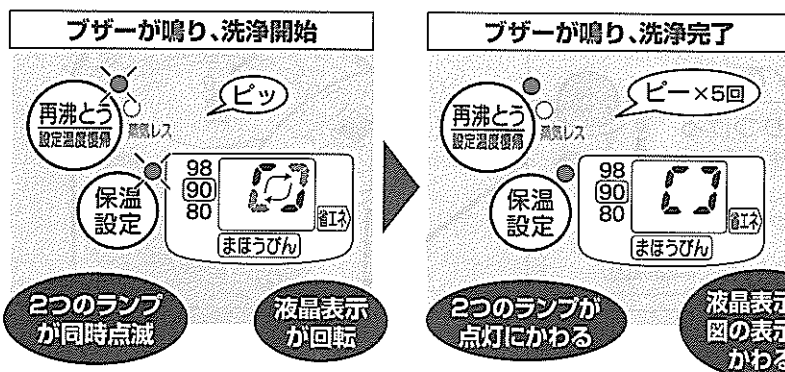 ブザーが鳴り、洗浄開始
ピッ
再沸とう
設定温度復帰
蒸気レス
保温
設定
98
90
80
省エネ
まほうびん
2つのランプ
が同時点滅
液晶表示
が回転
ブザーが鳴り、洗浄完了
ピー×5回
再沸とう
設定温度復帰
蒸気レス
保温
設定
98
90
80
省エネ
まほうびん
2つのランプが
点灯にかわる
液晶表示
図の表示
かわる